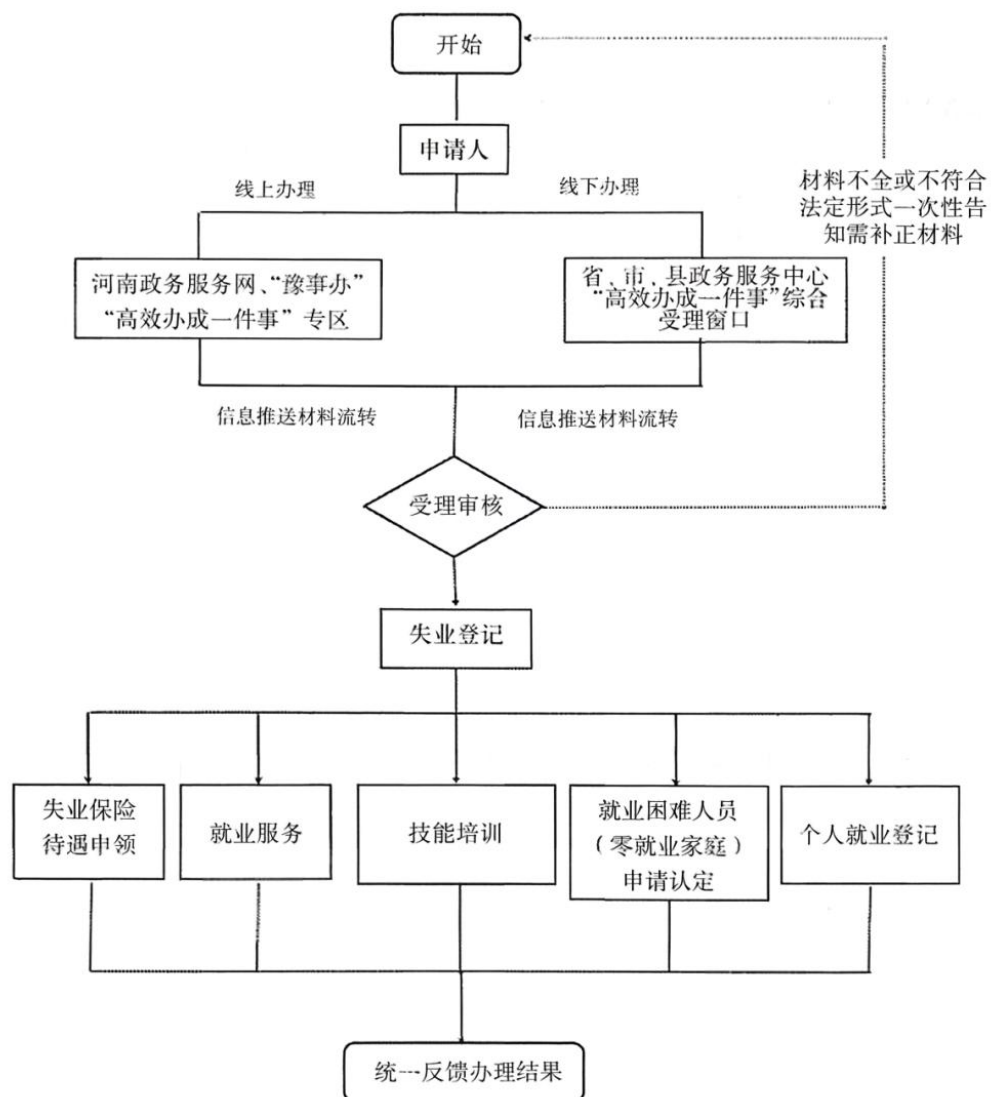 开始
申请人
线上办理
线下办理
材料不全或不符合
法定形式一次性告
知需补正材料
河南政务服务网、“豫事办”
“高效办成一件事” 专区
省、市、县政务服务中心
“高效办成一件事”综合
受理窗口
信息推送材料流转
信息推送材料流转
受理审核
失业登记
失业保险
待遇申领
就业服务
技能培训
就业困难人员
（零就业家庭）
申请认定
个人就业登记
统一反馈办理结果